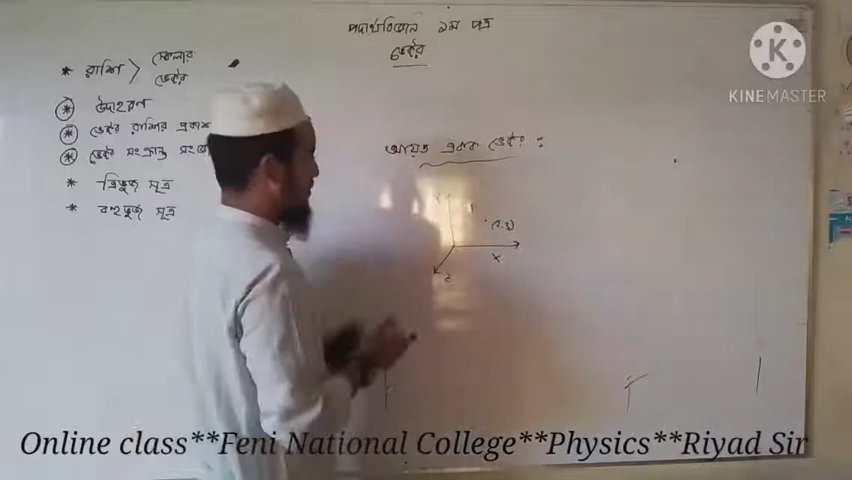 পদার্থবিজ্ঞান ১ম পত্র
ভেক্টর
* রাশি > স্কেলার
ভেক্টর
* উদাহরণ
* ভেক্টর রাশির প্রকাশ
* ভেক্টর সংক্রান্ত
* ত্রিভুজ সূত্র
* বহুভুজ সূত্র
আয়ত একক ভেক্টর :
Y
X
Z
KINEMASTER
Online class**Feni National College**Physics**Riyad Sir